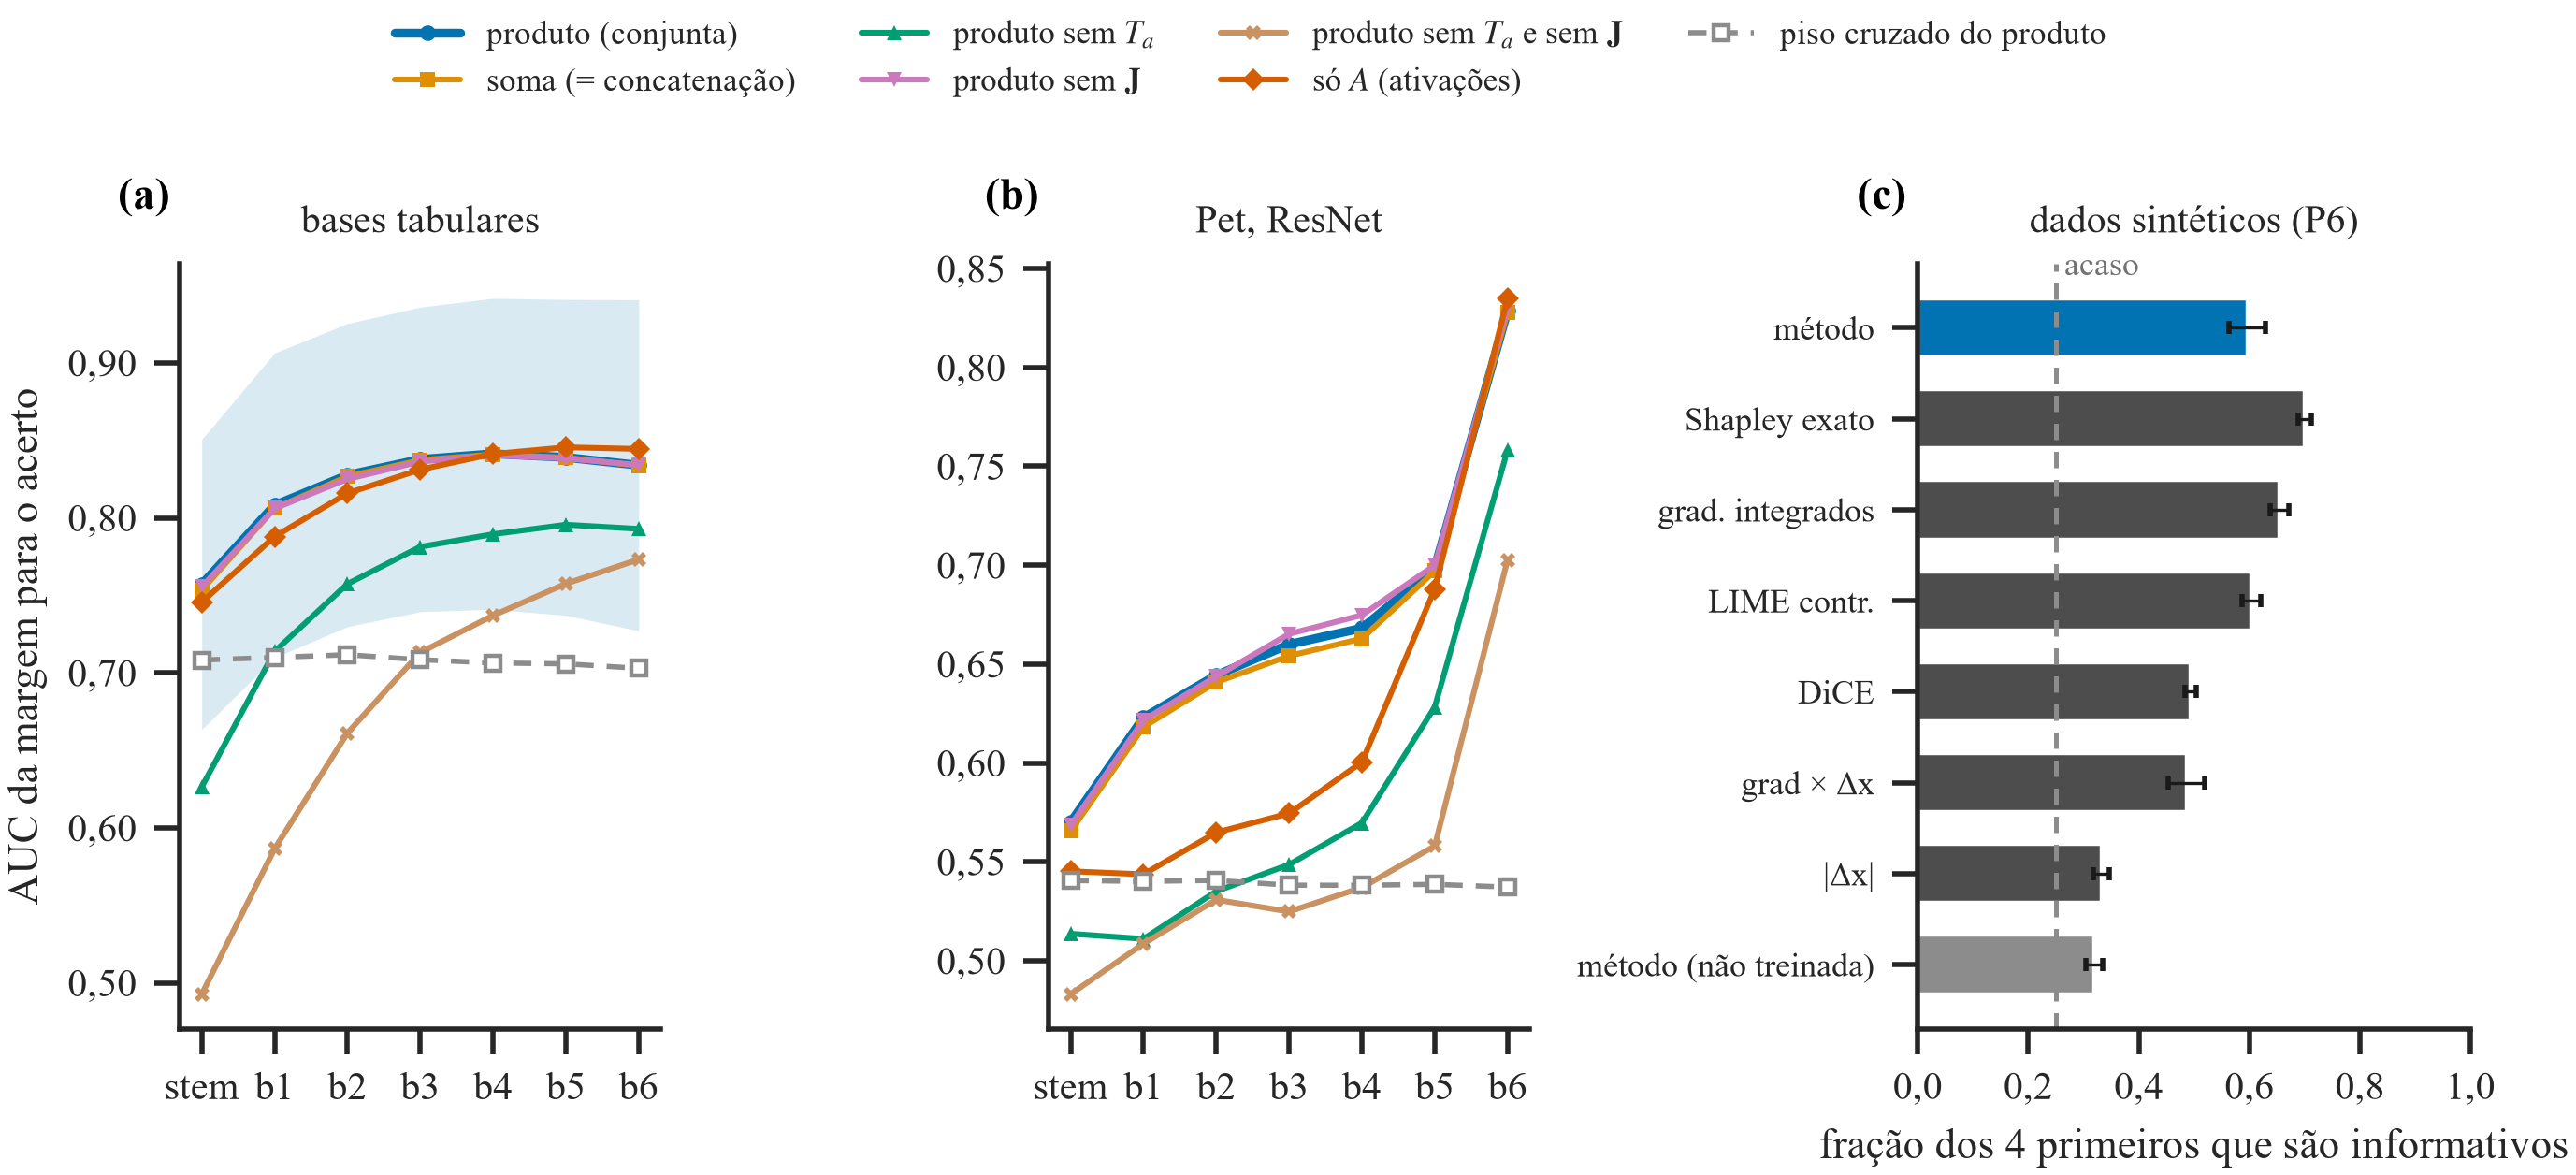 produto (conjunta)
soma (= concatenação)
produto sem Tₐ
produto sem J
produto sem Tₐ e sem J
só A (ativações)
piso cruzado do produto
(a)
bases tabulares
AUC da margem para o acerto
0,90
0,80
0,70
0,60
0,50
stem b1 b2 b3 b4 b5 b6
(b)
Pet, ResNet
0,85
0,80
0,75
0,70
0,65
0,60
0,55
0,50
stem b1 b2 b3 b4 b5 b6
(c)
dados sintéticos (P6)
acaso
método
Shapley exato
grad. integrados
LIME contr.
DiCE
grad × Δx
|Δx|
método (não treinada)
0,0 0,2 0,4 0,6 0,8 1,0
fração dos 4 primeiros que são informativos